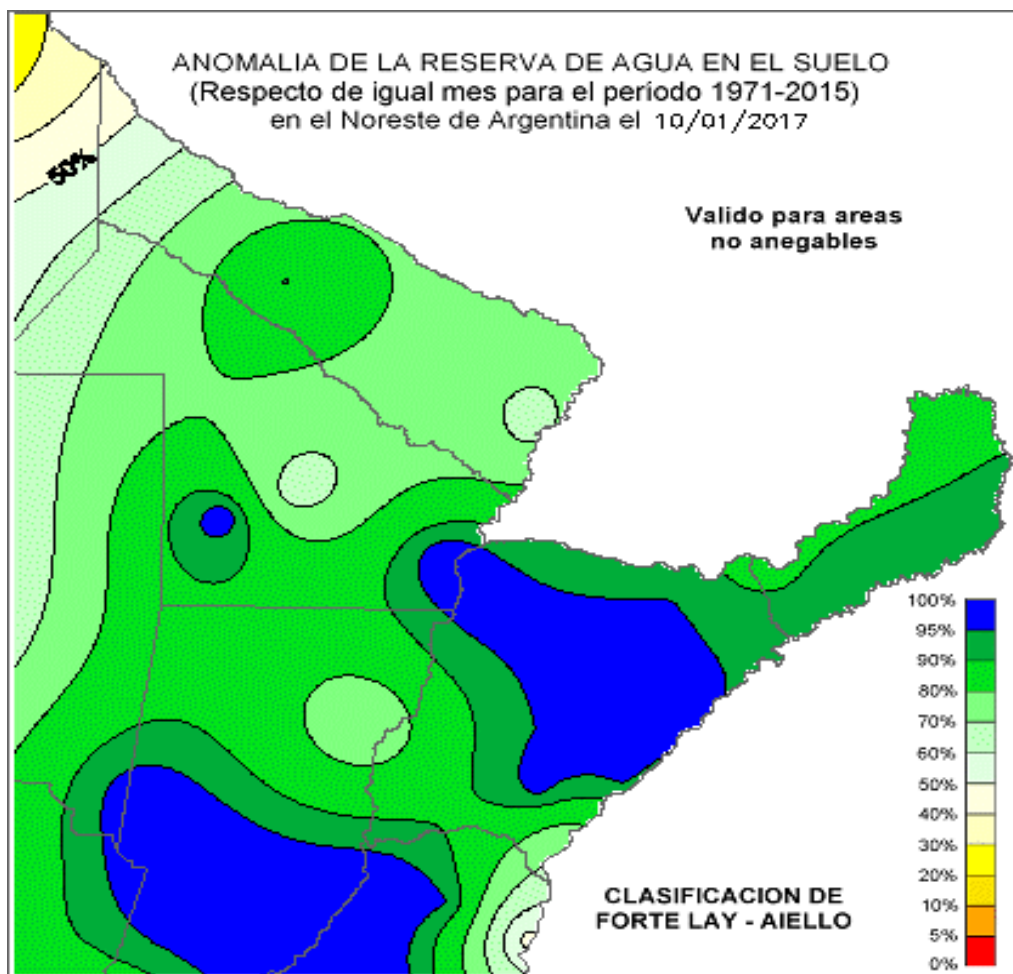 ANOMALIA DE LA RESERVA DE AGUA EN EL SUELO
(Respecto de igual mes para el periodo 1971-2015)
en el Noreste de Argentina el 10/01/2017
50%
Valido para areas
no anegables
100%
95%
90%
80%
70%
60%
50%
40%
30%
20%
10%
5%
0%
CLASIFICACION DE
FORTE LAY - AIELLO